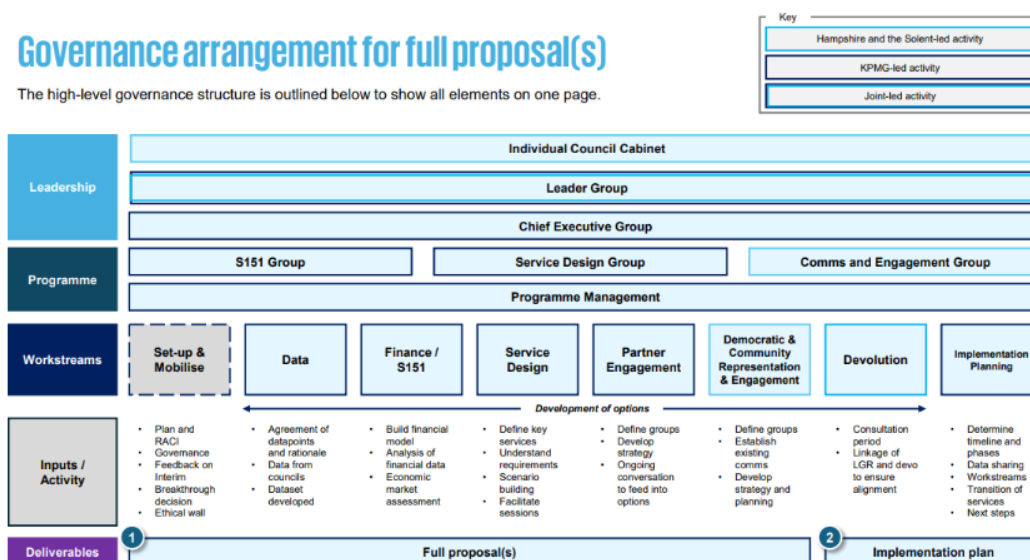 Governance arrangement for full proposal(s)
The high-level governance structure is outlined below to show all elements on one page.
Key
Hampshire and the Solent-led activity
KPMG-led activity
Joint-led activity
Leadership
Individual Council Cabinet
Leader Group
Chief Executive Group
Programme
S151 Group
Service Design Group
Comms and Engagement Group
Programme Management
Workstreams
Set-up &
Mobilise
Data
Finance /
S151
Service
Design
Partner
Engagement
Democratic &
Community
Representation
& Engagement
Devolution
Implementation
Planning
Development of options
Inputs /
Activity
• Plan and
RACI
• Governance
• Feedback on
Interim
• Breakthrough
decision
• Ethical wall
• Agreement of
datapoints
and rationale
• Data from
councils
• Dataset
developed
• Build financial
model
• Analysis of
financial data
• Economic
market
assessment
• Define key
services
• Understand
requirements
• Scenario
building
• Facilitate
sessions
• Define groups
• Develop
strategy
• Ongoing
conversation
to feed into
options
• Define groups
• Establish
existing
comms
• Develop
strategy and
planning
• Consultation
period
• Linkage of
LGR and devo
to ensure
alignment
• Determine
timeline and
phases
• Data sharing
• Workstreams
• Transition of
services
• Next steps
Deliverables
1
Full proposal(s)
2
Implementation plan